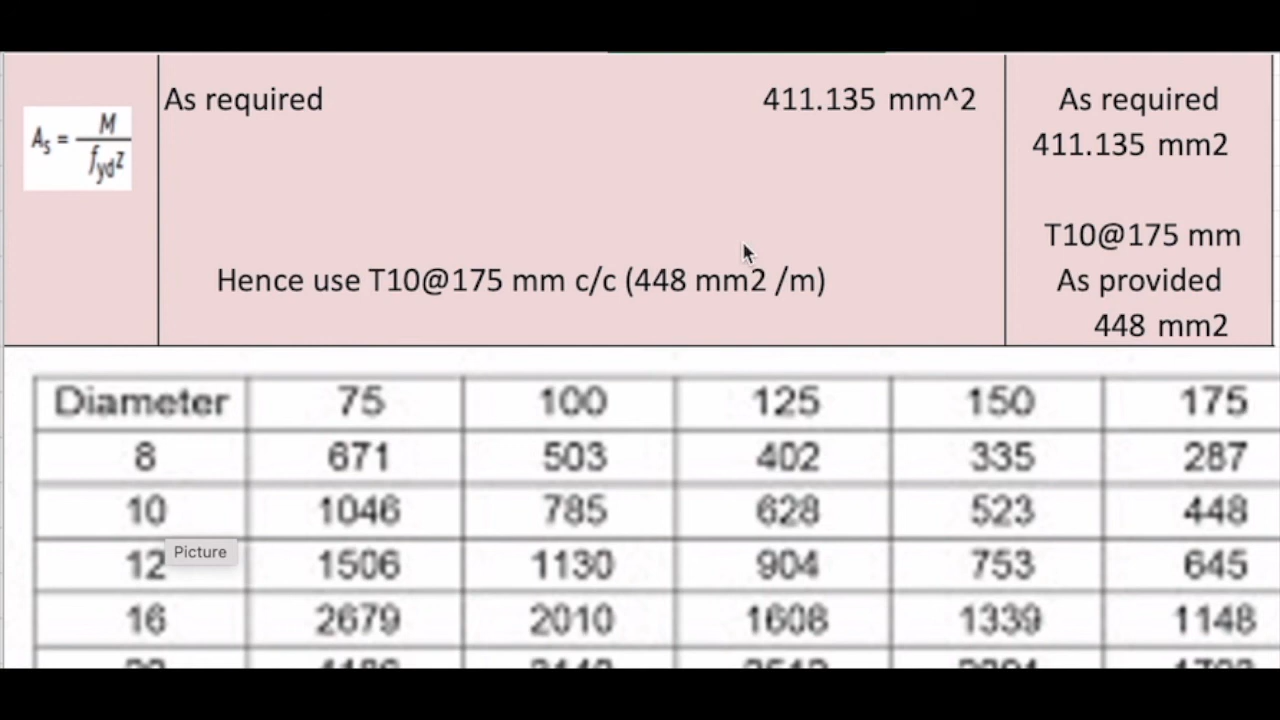 As required 411.135 mm^2
As = M / fyd z
Hence use T10@175 mm c/c (448 mm2 /m)
As required
411.135 mm2
T10@175 mm
As provided
448 mm2
Diameter 75 100 125 150 175
8 671 503 402 335 287
10 1046 785 628 523 448
Picture
12 1506 1130 904 753 645
16 2679 2010 1608 1339 1148